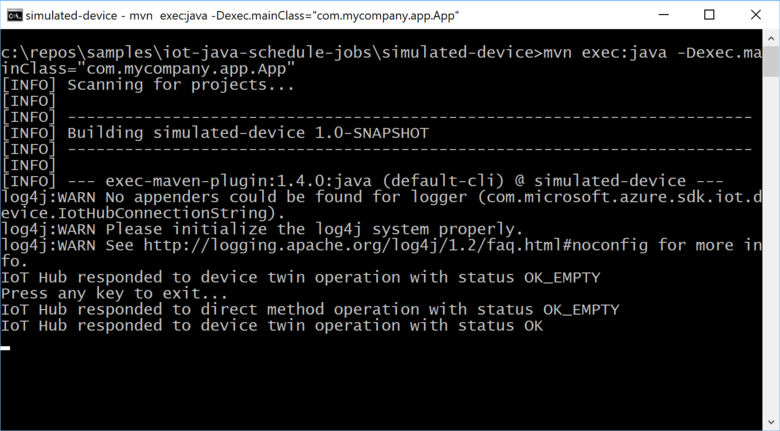 simulated-device - mvn  exec:java -Dexec.mainClass="com.mycompany.app.App"
c:\repos\samples\iot-java-schedule-jobs\simulated-device>mvn exec:java -Dexec.ma
inClass="com.mycompany.app.App"
[INFO] Scanning for projects...
[INFO]
[INFO] ------------------------------------------------------------------------
[INFO] Building simulated-device 1.0-SNAPSHOT
[INFO] ------------------------------------------------------------------------
[INFO]
[INFO] --- exec-maven-plugin:1.4.0:java (default-cli) @ simulated-device ---
log4j:WARN No appenders could be found for logger (com.microsoft.azure.sdk.iot.d
evice.IotHubConnectionString).
log4j:WARN Please initialize the log4j system properly.
log4j:WARN See http://logging.apache.org/log4j/1.2/faq.html#noconfig for more in
fo.
IoT Hub responded to device twin operation with status OK_EMPTY
Press any key to exit...
IoT Hub responded to direct method operation with status OK_EMPTY
IoT Hub responded to device twin operation with status OK